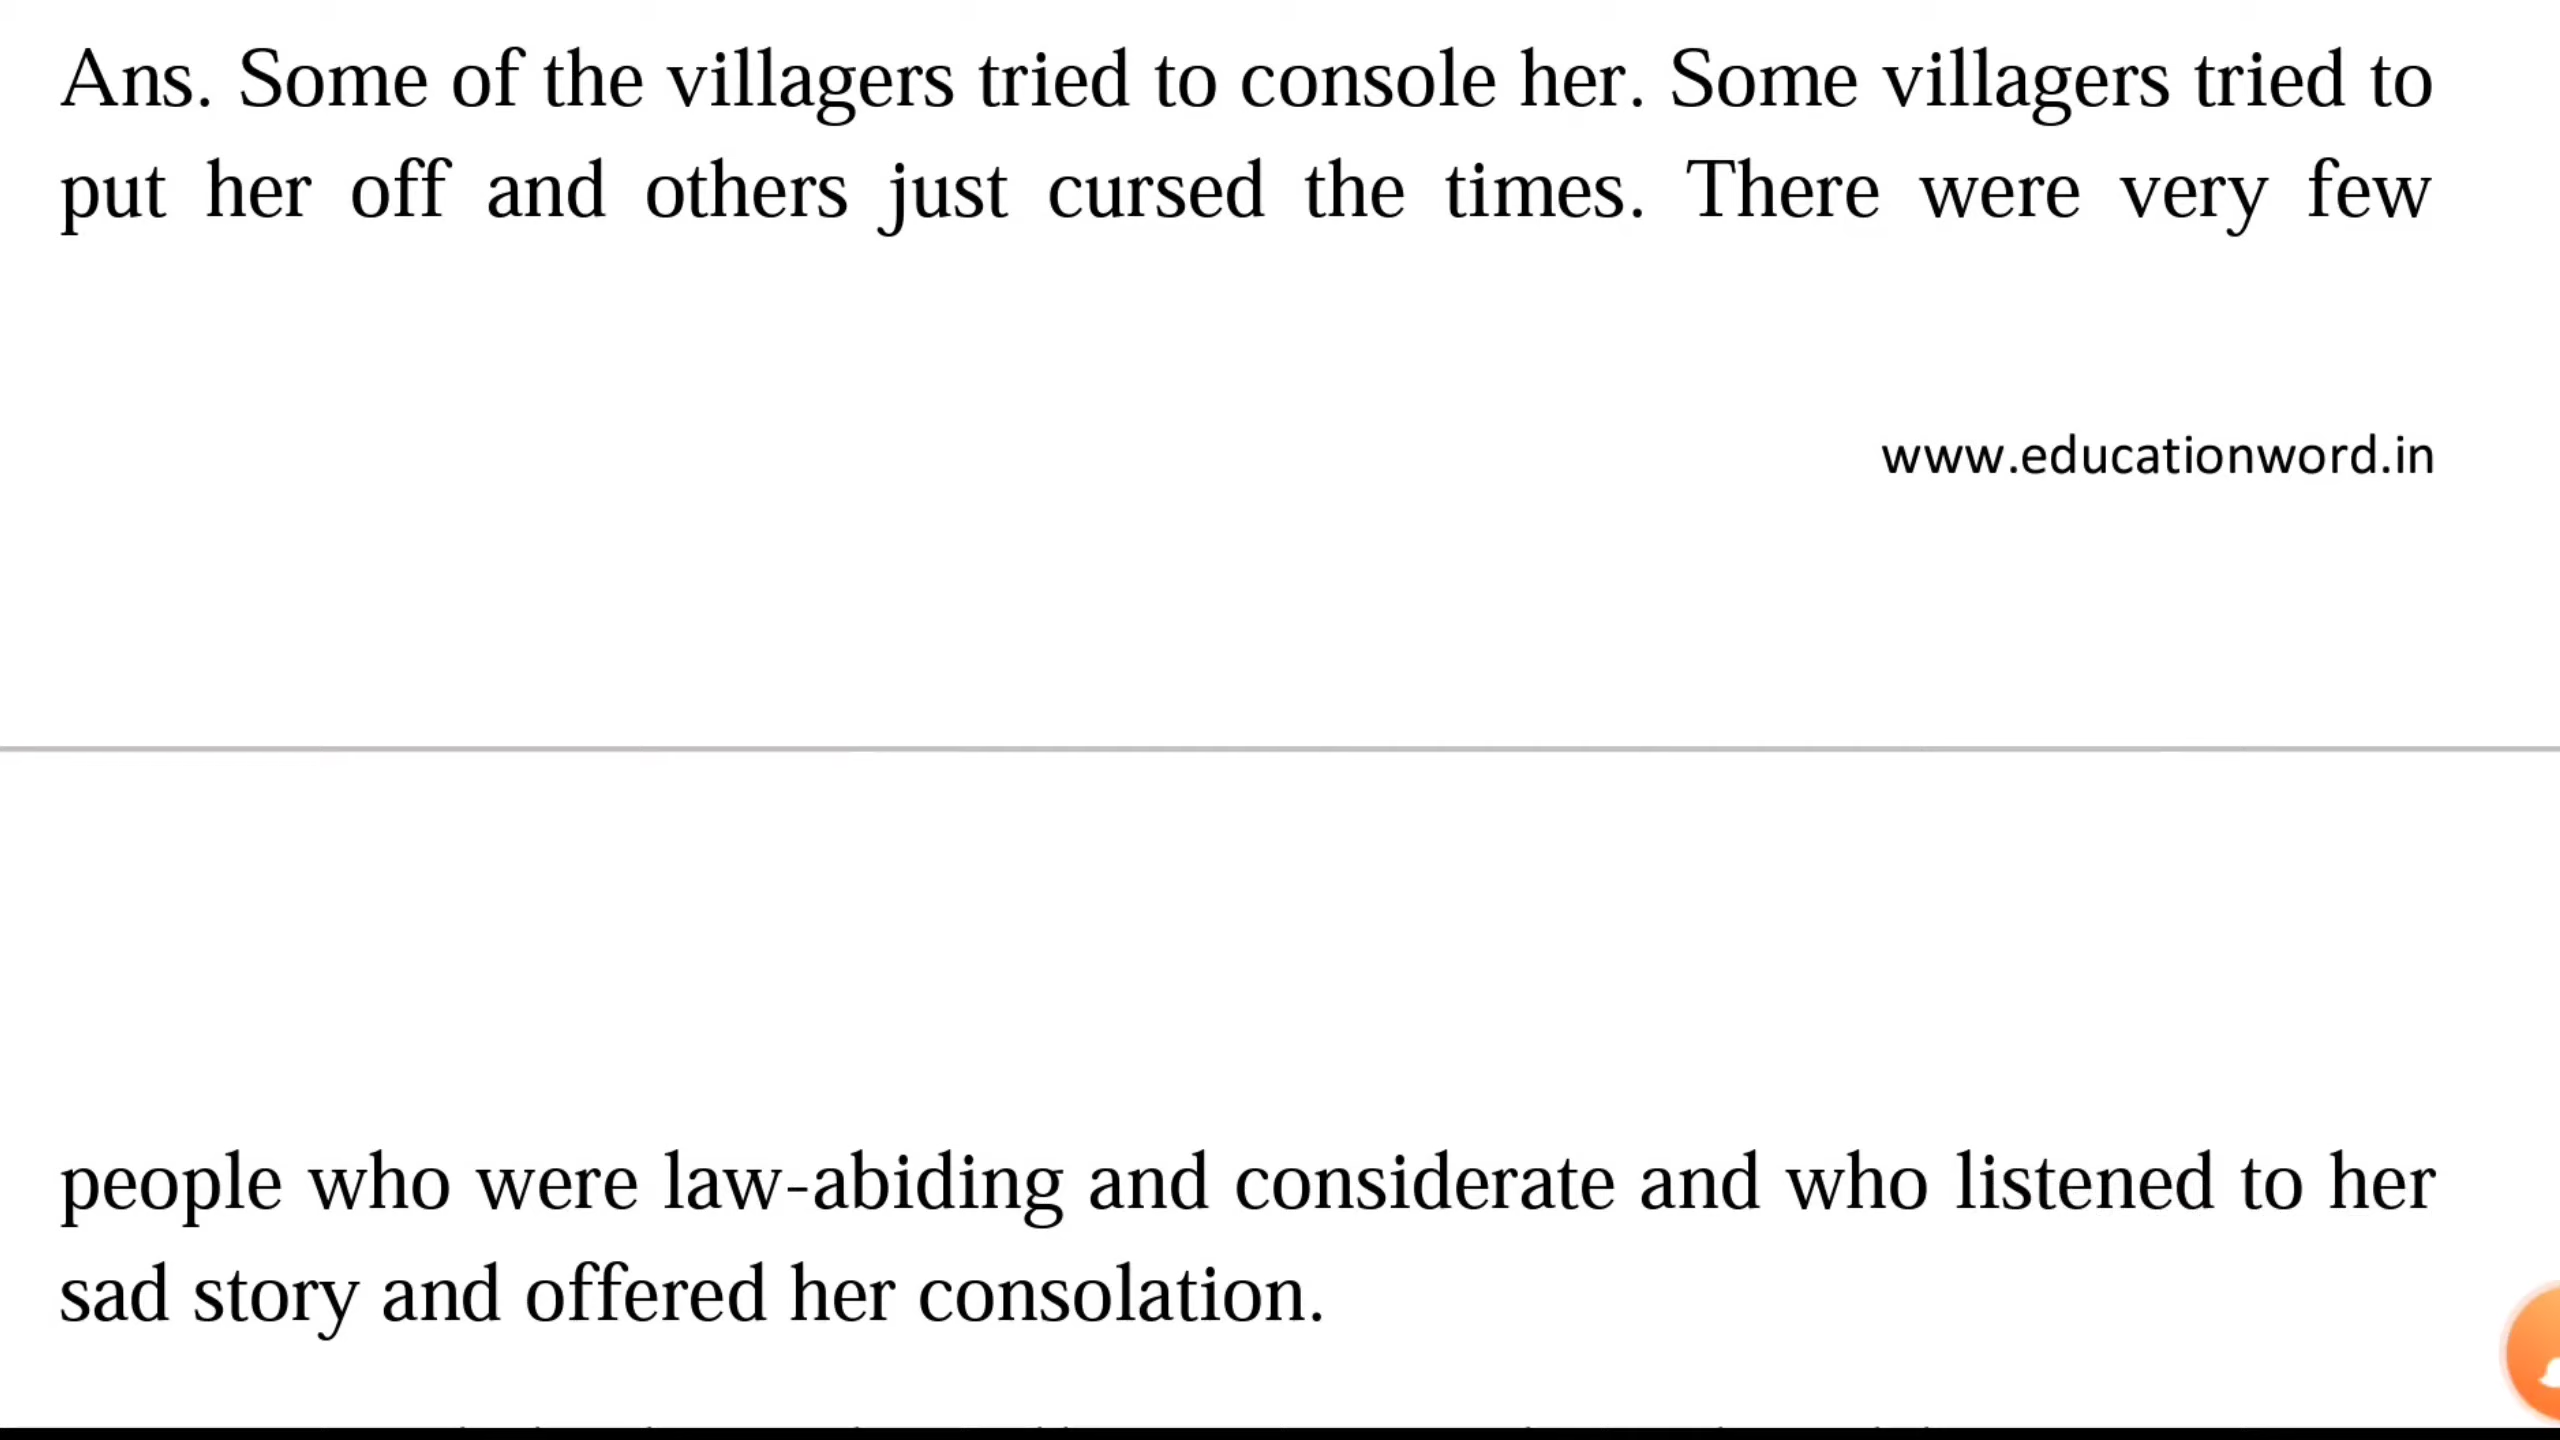 Ans. Some of the villagers tried to console her. Some villagers tried to
put her off and others just cursed the times. There were very few
www.educationword.in
people who were law-abiding and considerate and who listened to her
sad story and offered her consolation.